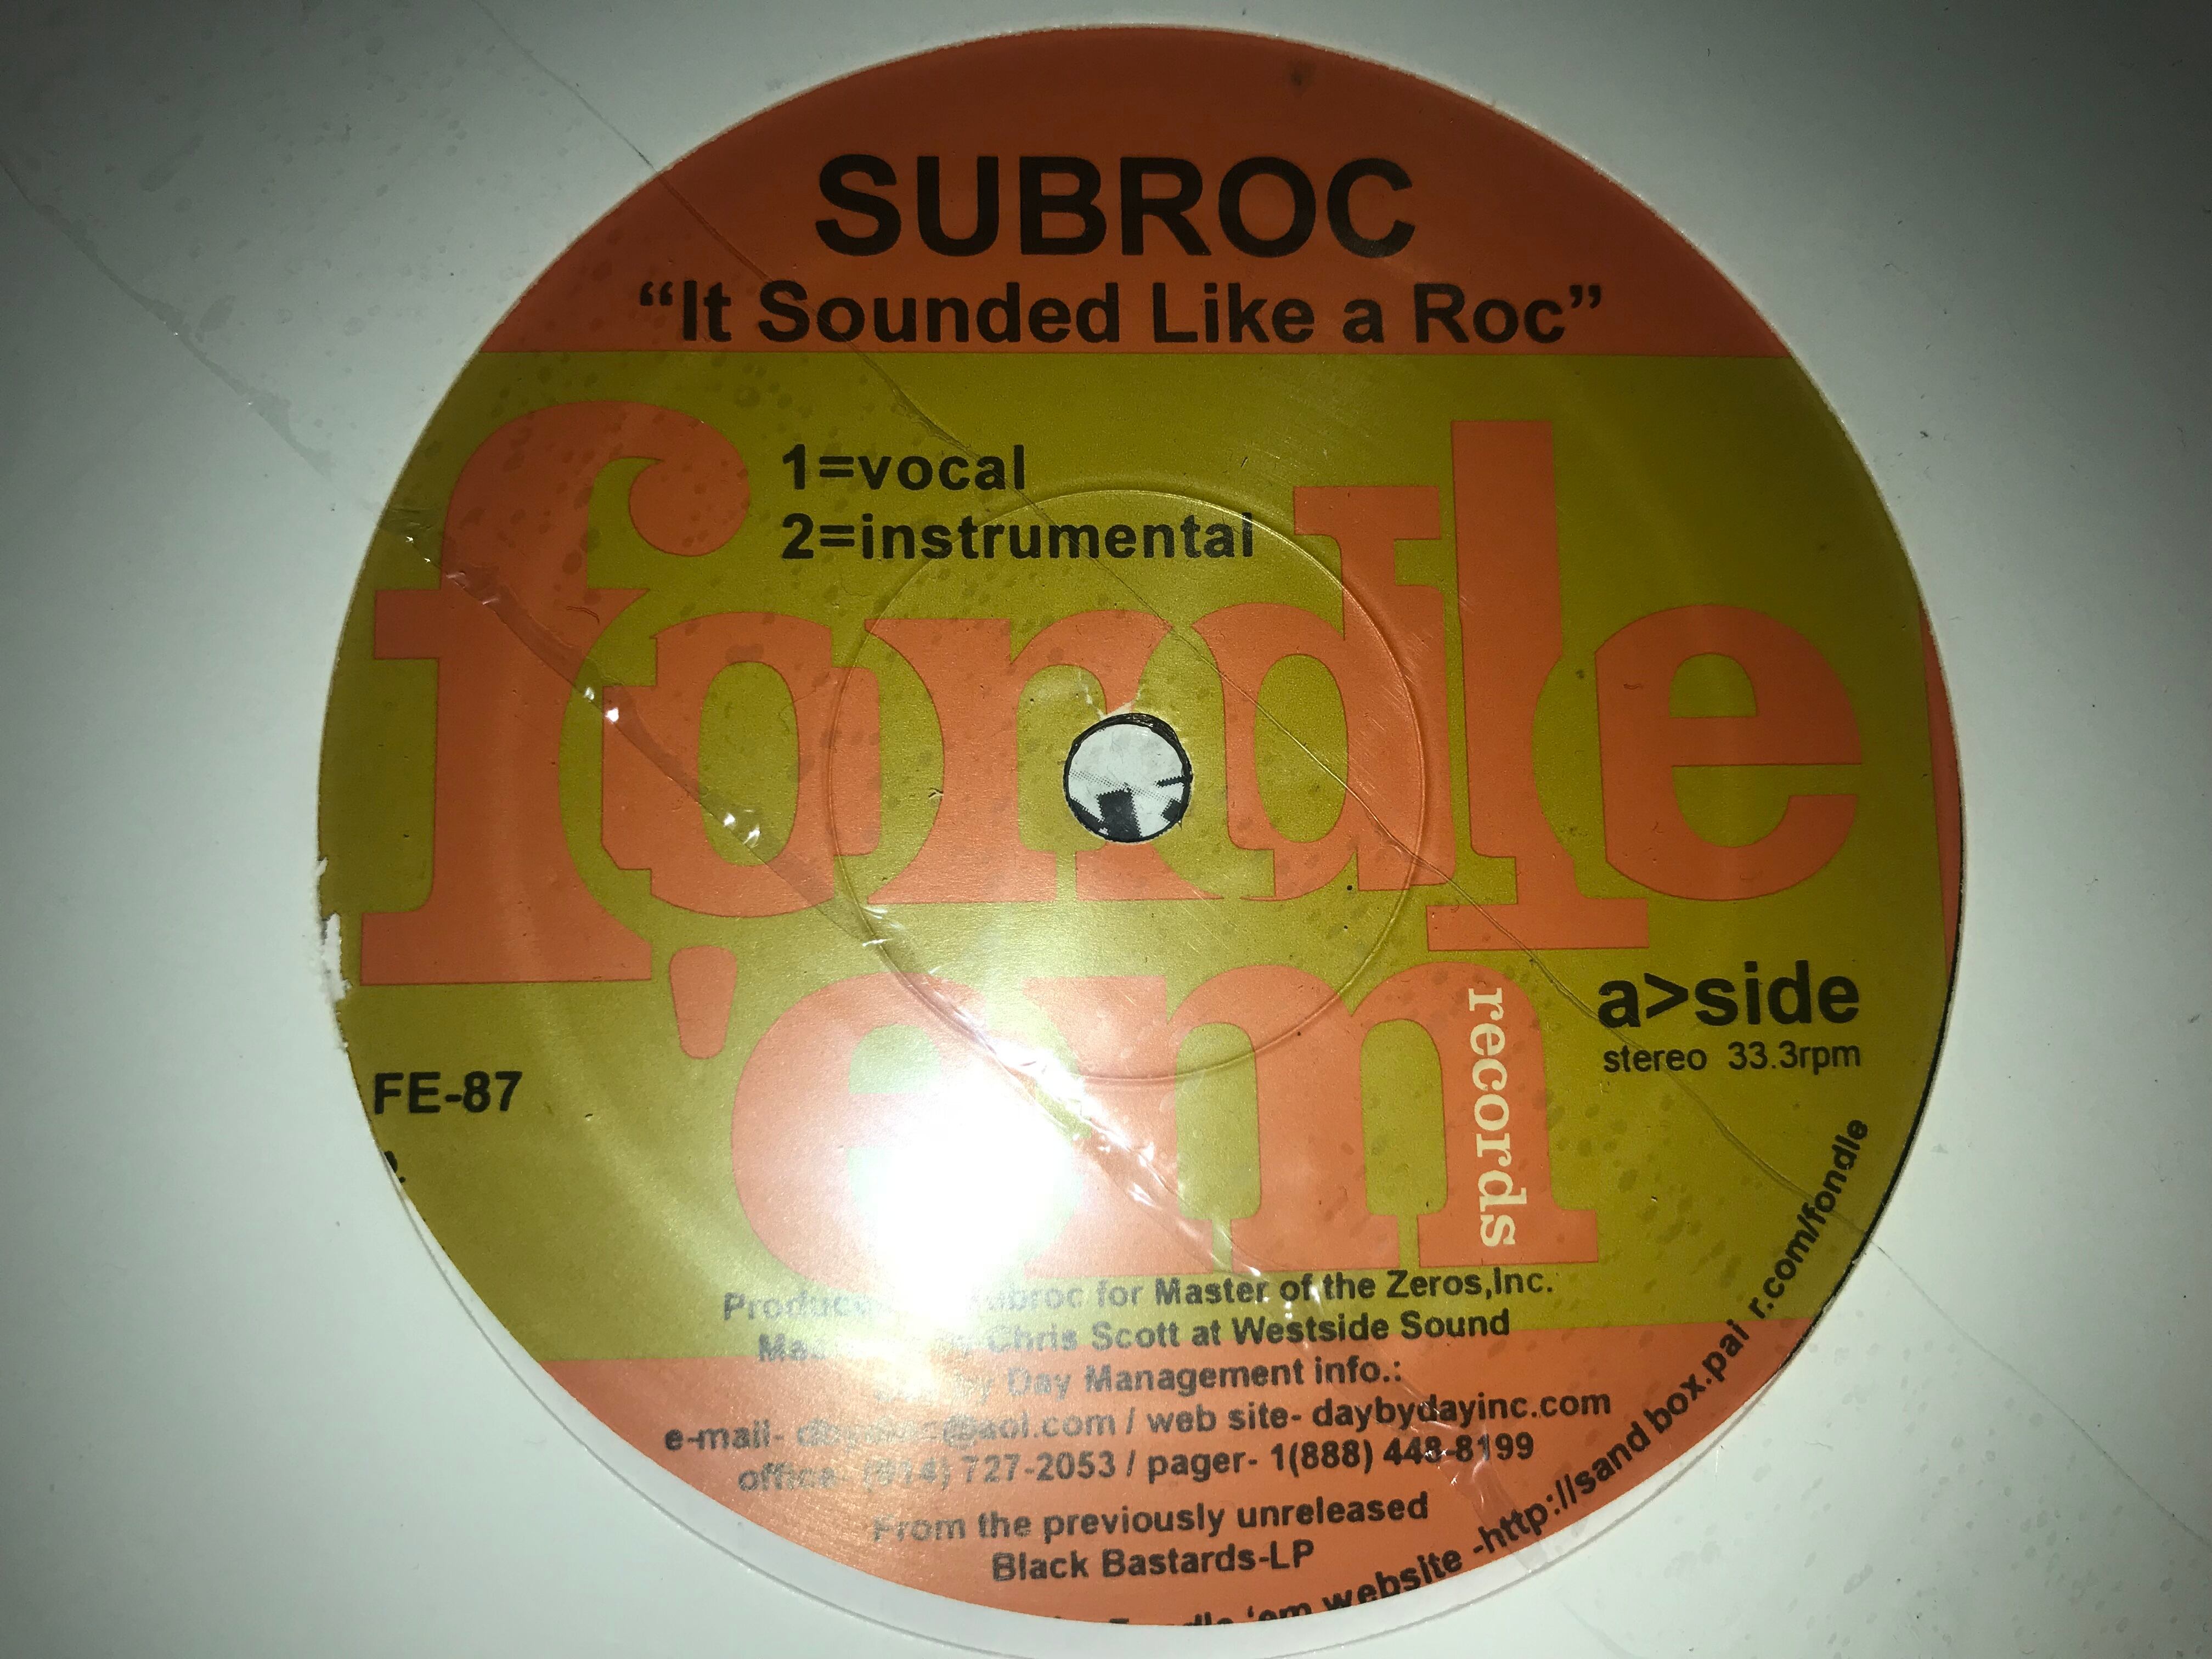 SUBROC
“It Sounded Like a Roc”
1=vocal
2=instrumental
fondle
'em
records
a>side
stereo 33.3rpm
FE-87
Subroc for Master of the Zeros,Inc.
Chris Scott at Westside Sound
Day Management info.:
e-mail- @aol.com / web site- daybydayinc.com
office- (914) 727-2053 / pager- 1(888) 448-8199
From the previously unreleased
Black Bastards-LP
'em website -http://sand box.pai r.com/fondle